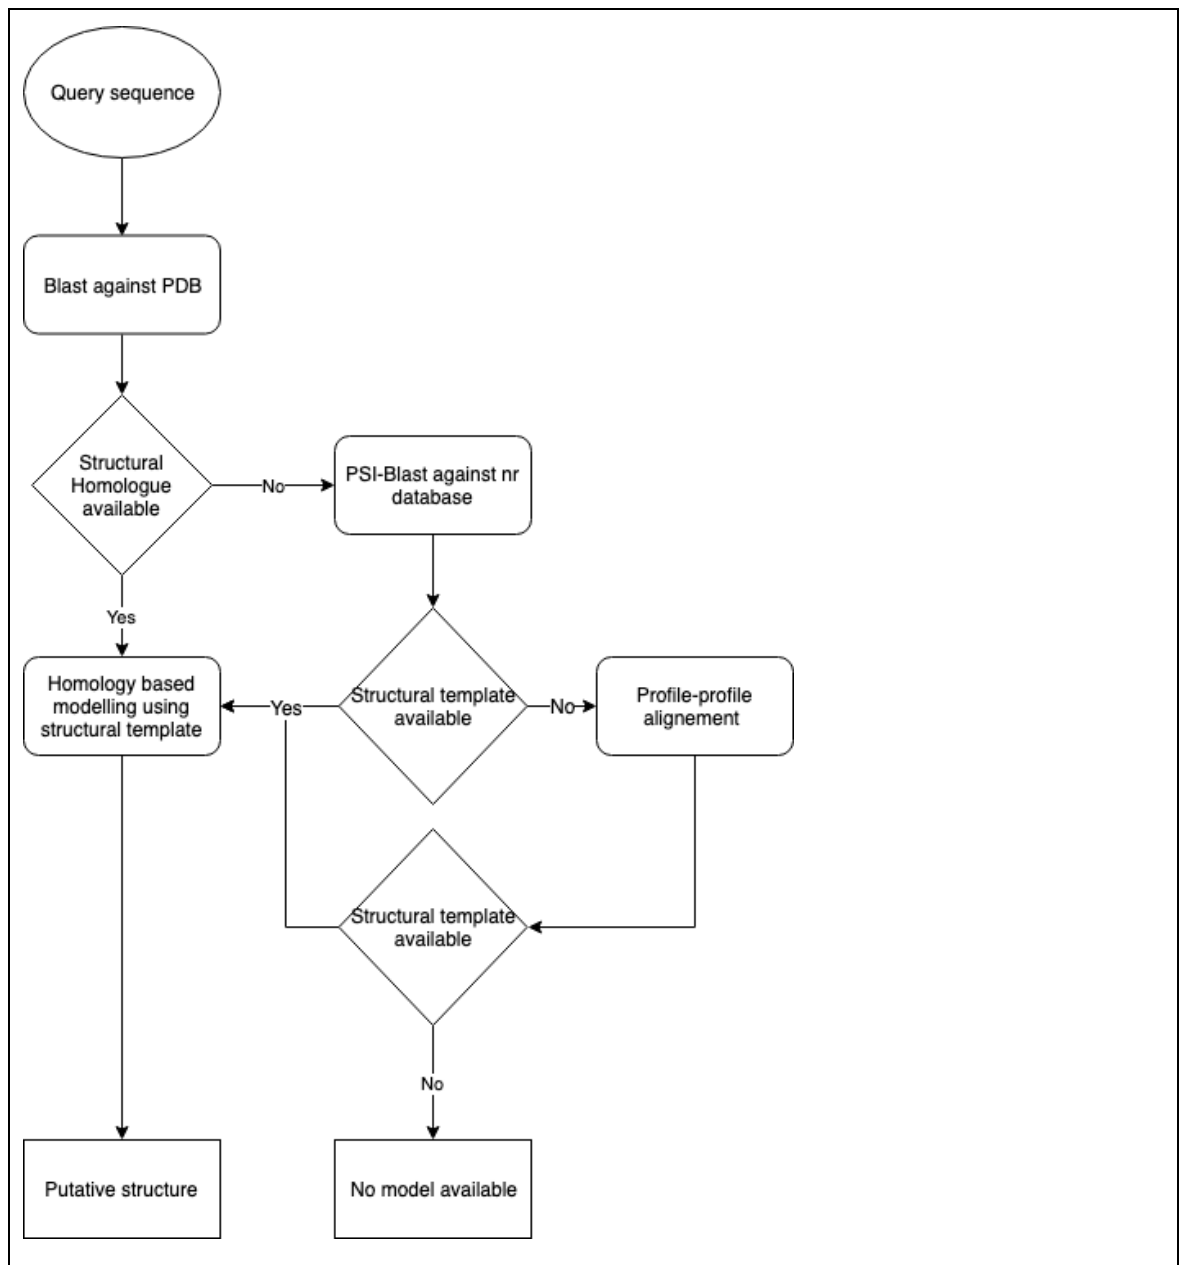 Query sequence
Blast against PDB
Structural
Homologue
available
No
PSI-Blast against nr
database
Yes
Homology based
modelling using
structural template
Yes
Structural template
available
No
Profile-profile
alignement
Structural template
available
No
Putative structure
No model available